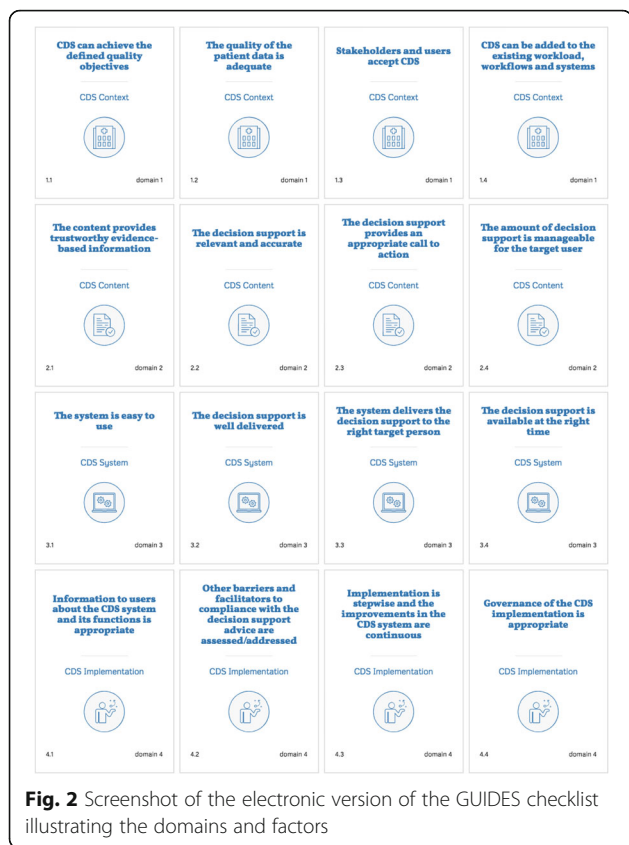 CDS can achieve the
defined quality
objectives
CDS Context
1.1 domain 1
The quality of the
patient data is
adequate
CDS Context
1.2 domain 1
Stakeholders and users
accept CDS
CDS Context
1.3 domain 1
CDS can be added to the
existing workload,
workflows and systems
CDS Context
1.4 domain 1
The content provides
trustworthy evidence-
based information
CDS Content
2.1 domain 2
The decision support is
relevant and accurate
CDS Content
2.2 domain 2
The decision support
provides an
appropriate call to
action
CDS Content
2.3 domain 2
The amount of decision
support is manageable
for the target user
CDS Content
2.4 domain 2
The system is easy to
use
CDS System
3.1 domain 3
The decision support is
well delivered
CDS System
3.2 domain 3
The system delivers the
decision support to the
right target person
CDS System
3.3 domain 3
The decision support is
available at the right
time
CDS System
3.4 domain 3
Information to users
about the CDS system
and its functions is
appropriate
CDS Implementation
4.1 domain 4
Other barriers and
facilitators to
compliance with the
decision support
advice are
assessed/addressed
CDS Implementation
4.2 domain 4
Implementation is
stepwise and the
improvements in the
CDS system are
continuous
CDS Implementation
4.3 domain 4
Governance of the CDS
implementation is
appropriate
CDS Implementation
4.4 domain 4
Fig. 2 Screenshot of the electronic version of the GUIDES checklist
illustrating the domains and factors